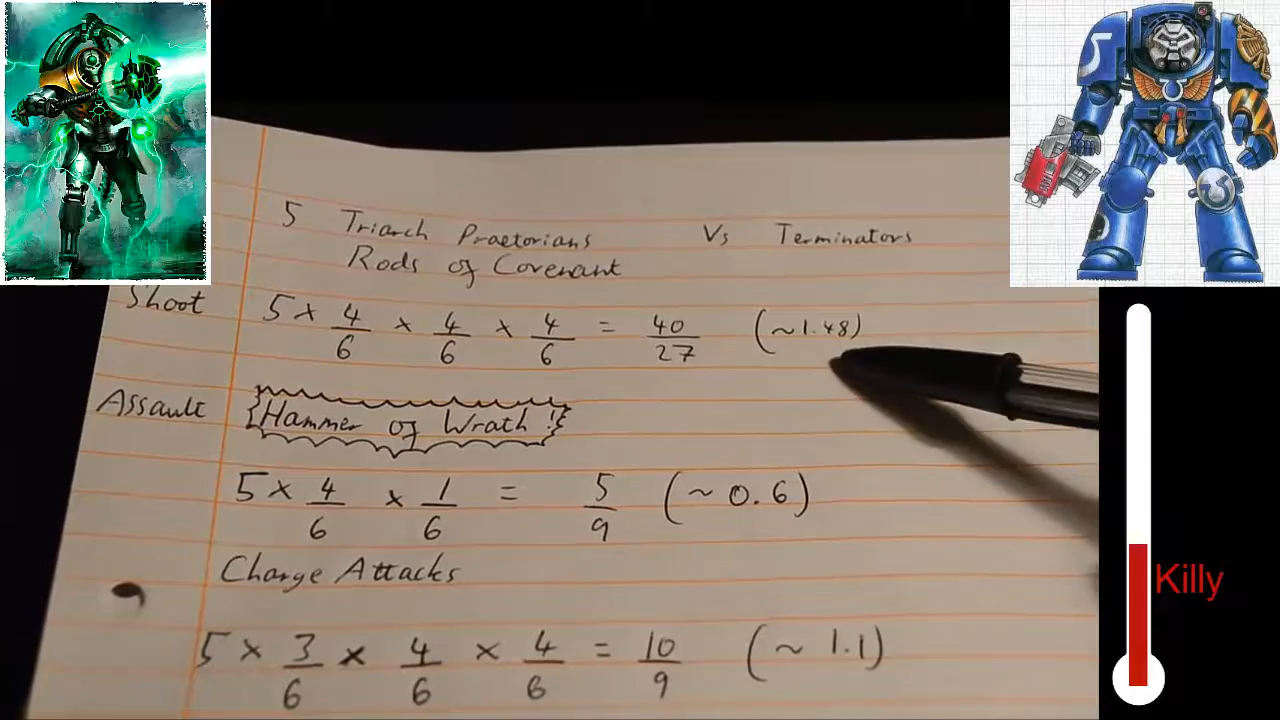 5 Triarch Praetorians Vs Terminators
Rods of Covenant
Shoot 5 × 4/6 × 4/6 × 4/6 = 40/27 (~1.48)
Assault Hammer of Wrath!
5 × 4/6 × 1/6 = 5/9 (~0.6)
Charge Attacks
5 × 3/6 × 4/6 × 4/6 = 10/9 (~1.1)
Killy